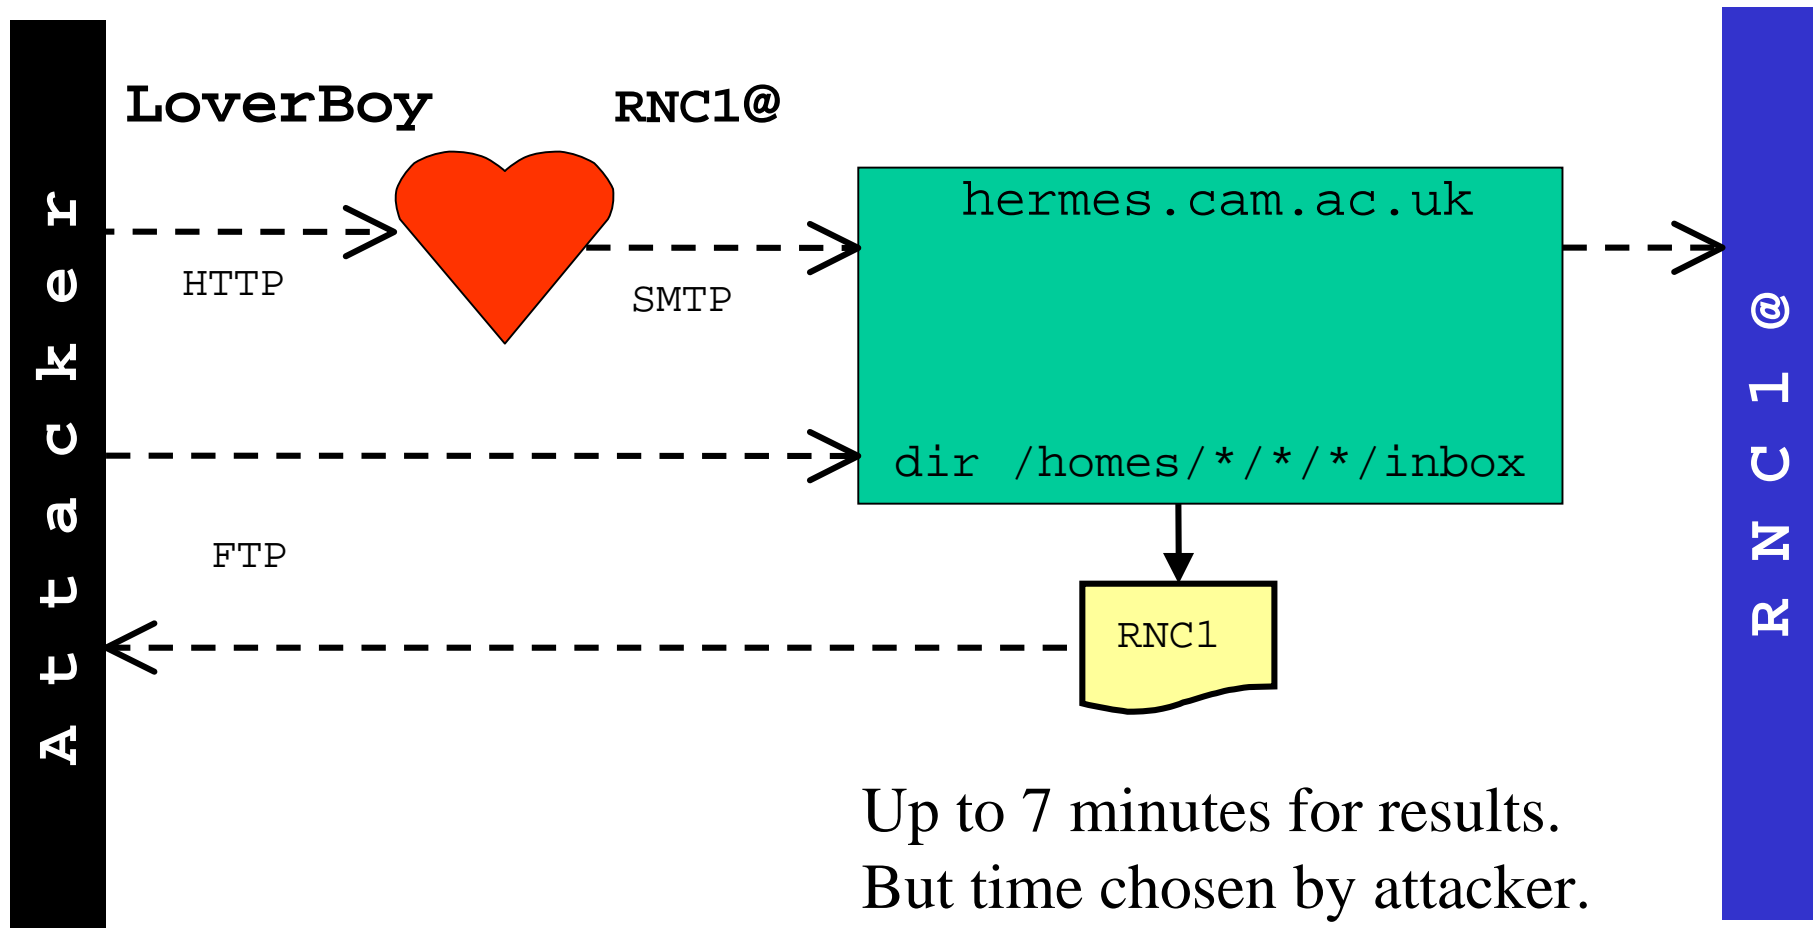 Attacker
LoverBoy
RNC1@
HTTP
SMTP
hermes.cam.ac.uk
dir /homes/*/*/*/inbox
FTP
RNC1
RNC1@
Up to 7 minutes for results.
But time chosen by attacker.